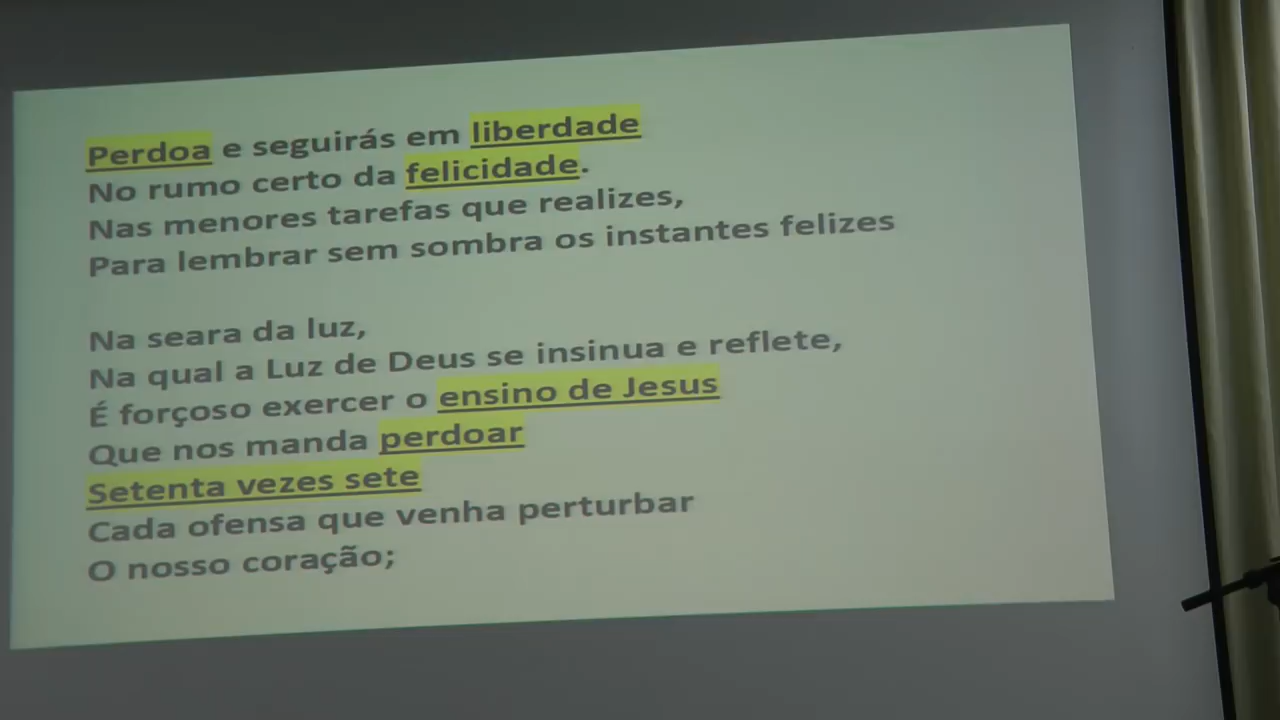 Perdoa e seguirás em liberdade
No rumo certo da felicidade.
Nas menores tarefas que realizes,
Para lembrar sem sombra os instantes felizes
Na seara da luz,
Na qual a Luz de Deus se insinua e reflete,
É forçoso exercer o ensino de Jesus
Que nos manda perdoar
Setenta vezes sete
Cada ofensa que venha perturbar
O nosso coração;